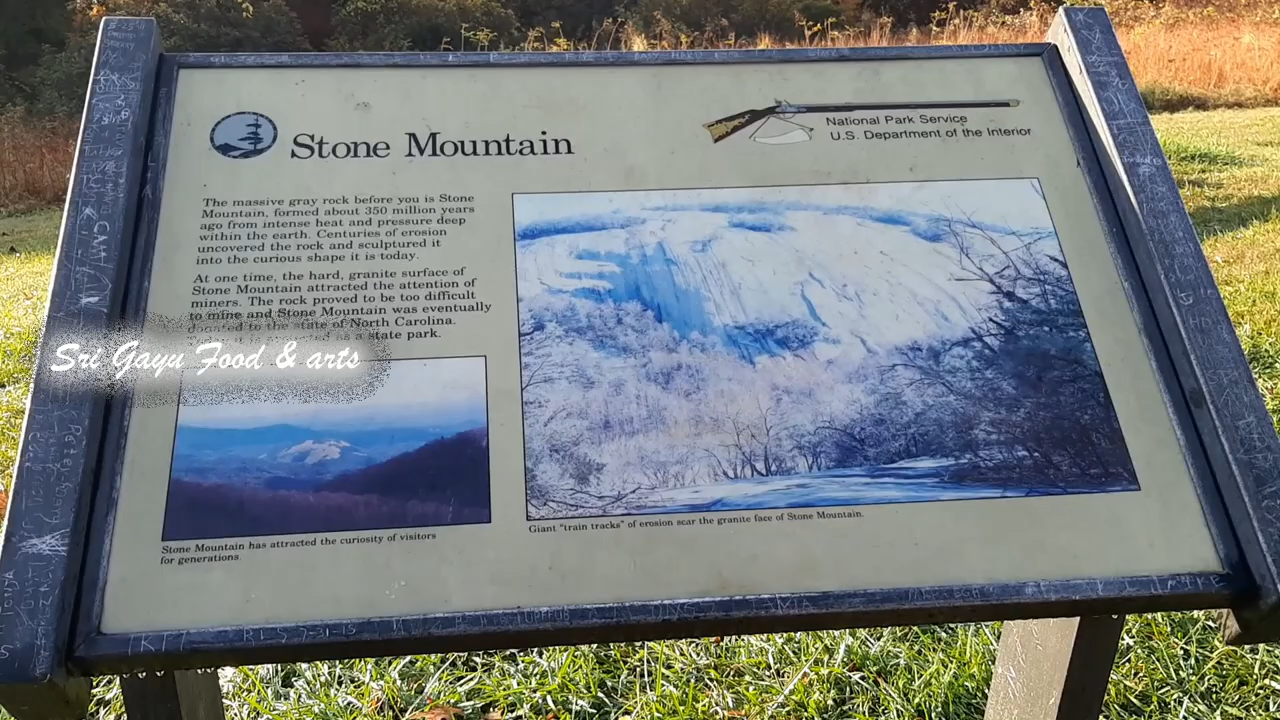 Stone Mountain
National Park Service
U.S. Department of the Interior
The massive gray rock before you is Stone
Mountain, formed about 350 million years
ago from intense heat and pressure deep
within the earth. Centuries of erosion
uncovered the rock and sculptured it
into the curious shape it is today.
At one time, the hard, granite surface of
Stone Mountain attracted the attention of
miners. The rock proved to be too difficult
to mine and Stone Mountain was eventually
donated to the state of North Carolina.
as a state park.
Sri Gayu Food & arts
Stone Mountain has attracted the curiosity of visitors
for generations.
Giant "train tracks" of erosion scar the granite face of Stone Mountain.